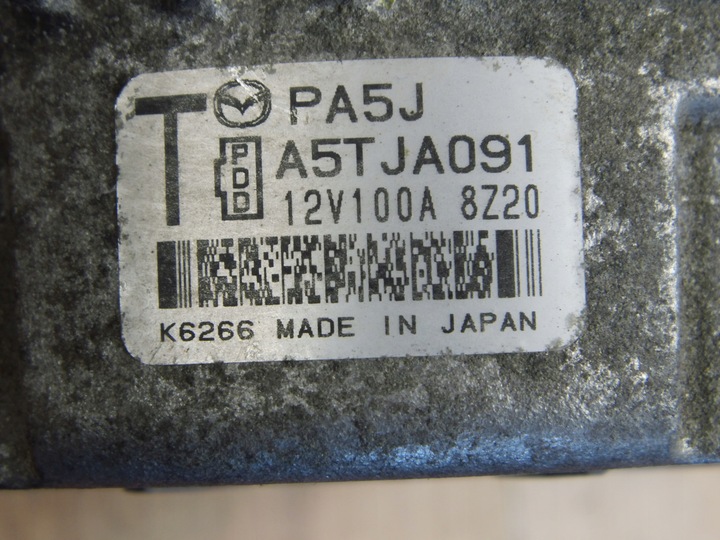 T PA5J
PDD A5TJA091
12V100A 8Z20
K6266 MADE IN JAPAN